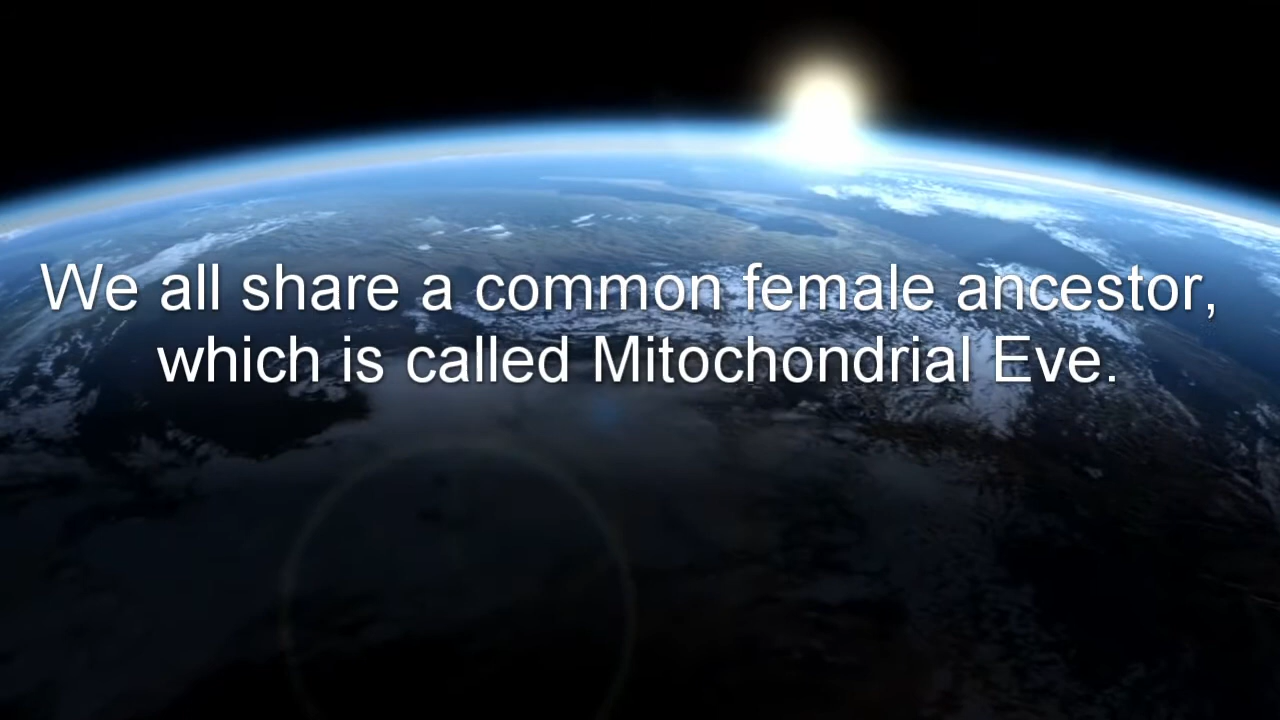 We all share a common female ancestor,
which is called Mitochondrial Eve.